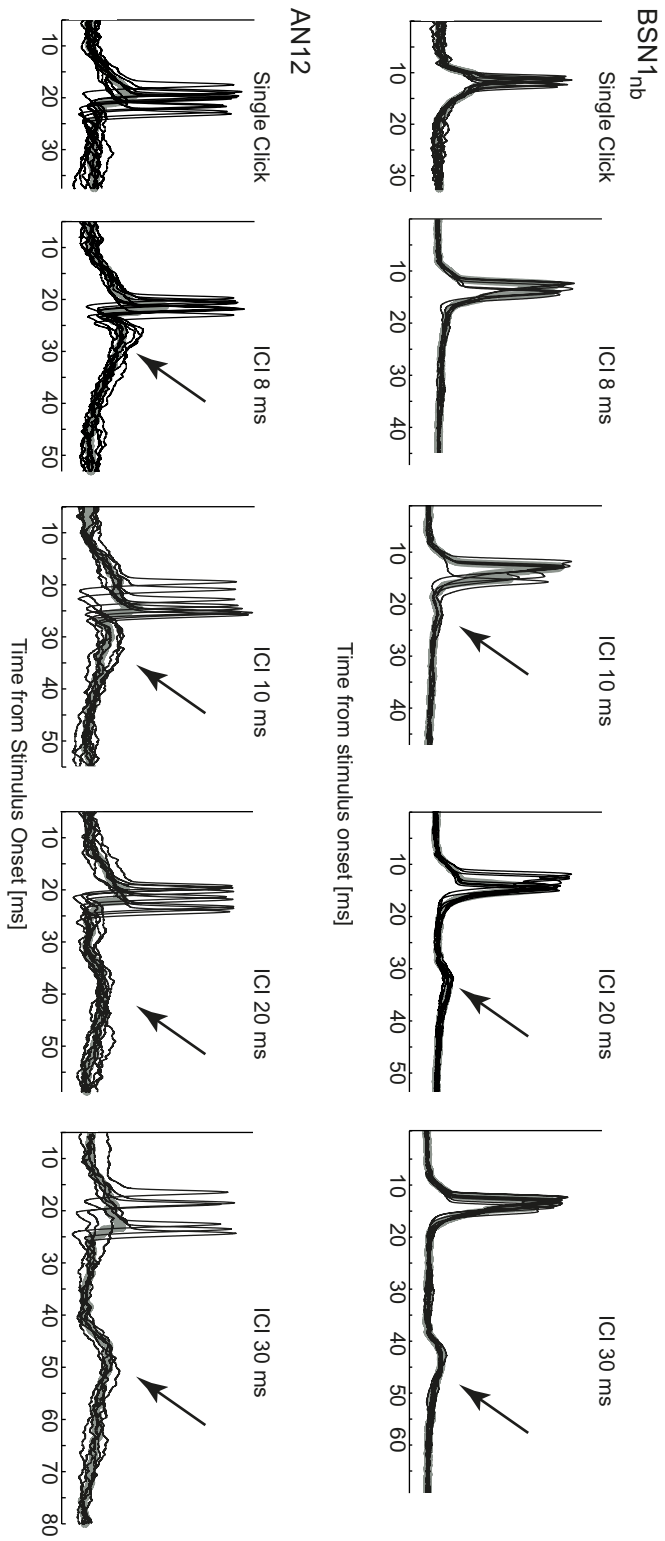 BSN1nb
Single Click
ICI 8 ms
ICI 10 ms
ICI 20 ms
ICI 30 ms
10 20 30
10 20 30 40
10 20 30 40
10 20 30 40 50
10 20 30 40 50 60
Time from stimulus onset [ms]
AN12
Single Click
ICI 8 ms
ICI 10 ms
ICI 20 ms
ICI 30 ms
10 20 30
10 20 30 40 50
10 20 30 40 50
10 20 30 40 50
10 20 30 40 50 60 70 80
Time from Stimulus Onset [ms]